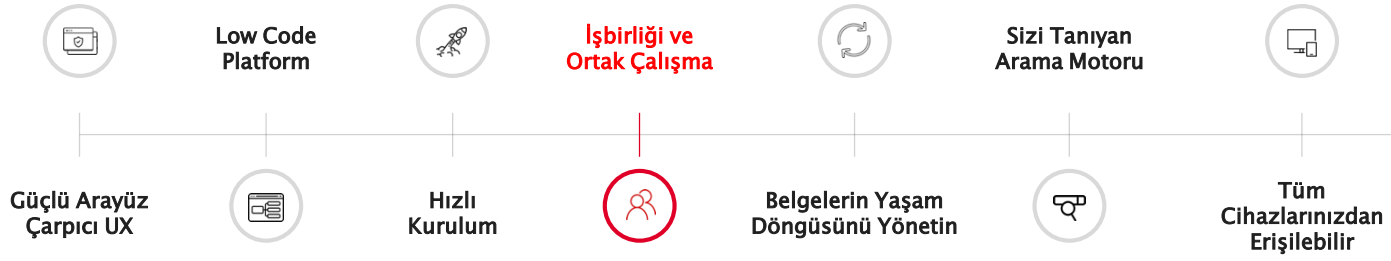 Low Code
Platform
İşbirliği ve
Ortak Çalışma
Sizi Tanıyan
Arama Motoru
Güçlü Arayüz
Çarpıcı UX
Hızlı
Kurulum
Belgelerin Yaşam
Döngüsünü Yönetin
Tüm
Cihazlarınızdan
Erişilebilir